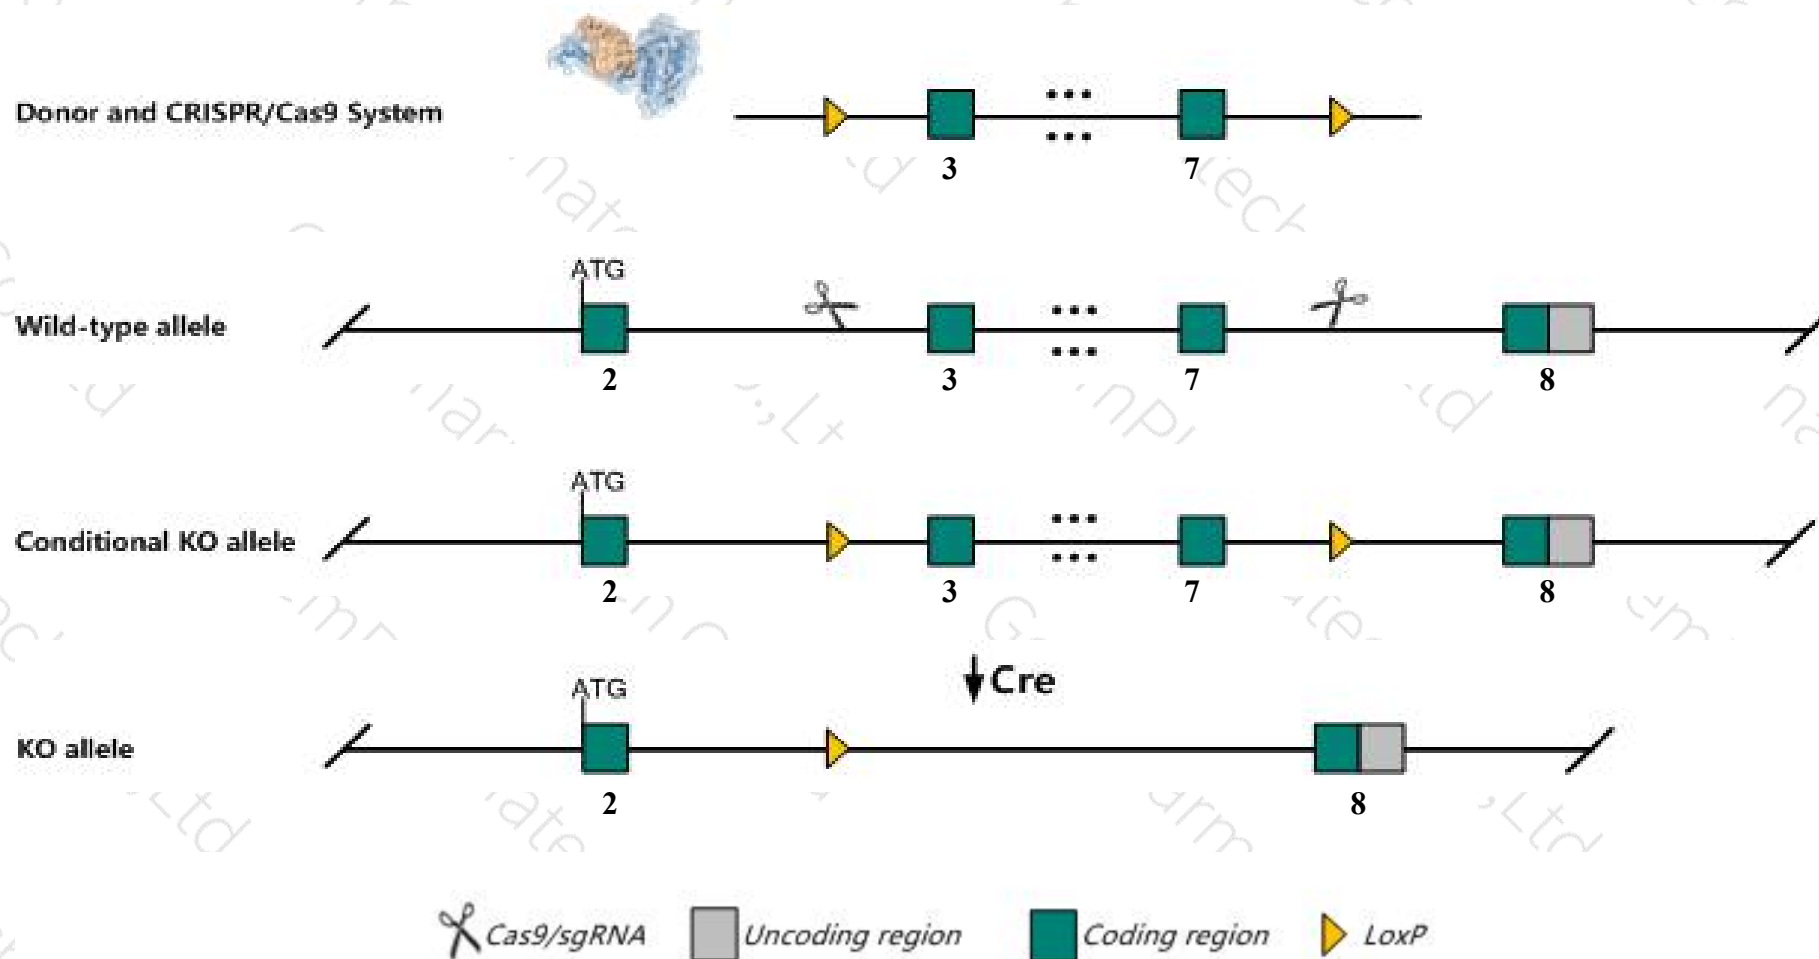 Donor and CRISPR/Cas9 System
3
7
ATG
Wild-type allele
2
3
7
8
ATG
Conditional KO allele
2
3
7
8
Cre
ATG
KO allele
2
8
Cas9/sgRNA
Uncoding region
Coding region
LoxP